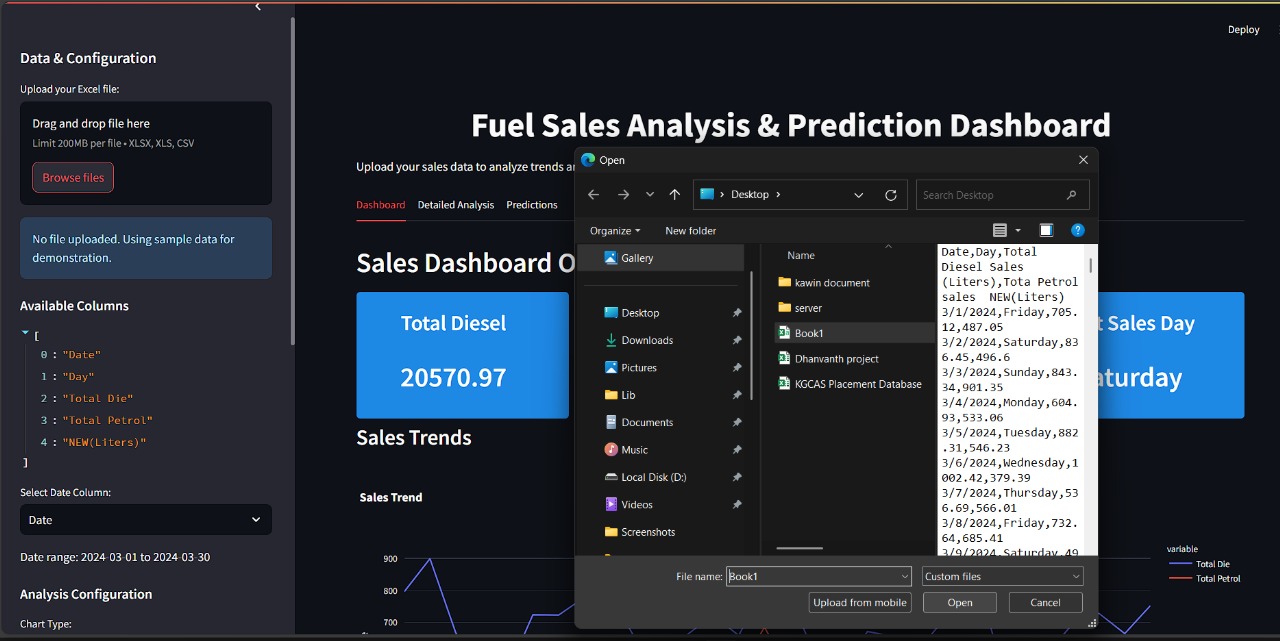 Data & Configuration
Upload your Excel file:
Drag and drop file here
Limit 200MB per file • XLSX, XLS, CSV
Browse files
No file uploaded. Using sample data for
demonstration.
Available Columns
[
0 : "Date"
1 : "Day"
2 : "Total Die"
3 : "Total Petrol"
4 : "NEW(Liters)"
]
Select Date Column:
Date
Date range: 2024-03-01 to 2024-03-30
Analysis Configuration
Chart Type:
Deploy
Fuel Sales Analysis & Prediction Dashboard
Upload your sales data to analyze trends a
Dashboard
Detailed Analysis
Predictions
Sales Dashboard O
Total Diesel
20570.97
t Sales Day
aturday
Sales Trends
Sales Trend
900
800
700
variable
Total Die
Total Petrol
Open
Desktop
Search Desktop
Organize
New folder
Gallery
Desktop
Downloads
Pictures
Lib
Documents
Music
Local Disk (D:)
Videos
Screenshots
Name
kawin document
server
Book1
Dhanvanth project
KGCAS Placement Database
Date,Day,Total
Diesel Sales
(Liters),Tota Petrol
sales  NEW(Liters)
3/1/2024,Friday,705.
12,487.05
3/2/2024,Saturday,83
6.45,496.6
3/3/2024,Sunday,843.
34,901.35
3/4/2024,Monday,604.
93,533.06
3/5/2024,Tuesday,882
.31,546.23
3/6/2024,Wednesday,1
002.42,379.39
3/7/2024,Thursday,53
6.69,566.01
3/8/2024,Friday,732.
64,685.41
3/9/2024,Saturday,49
File name:
Book1
Custom files
Upload from mobile
Open
Cancel